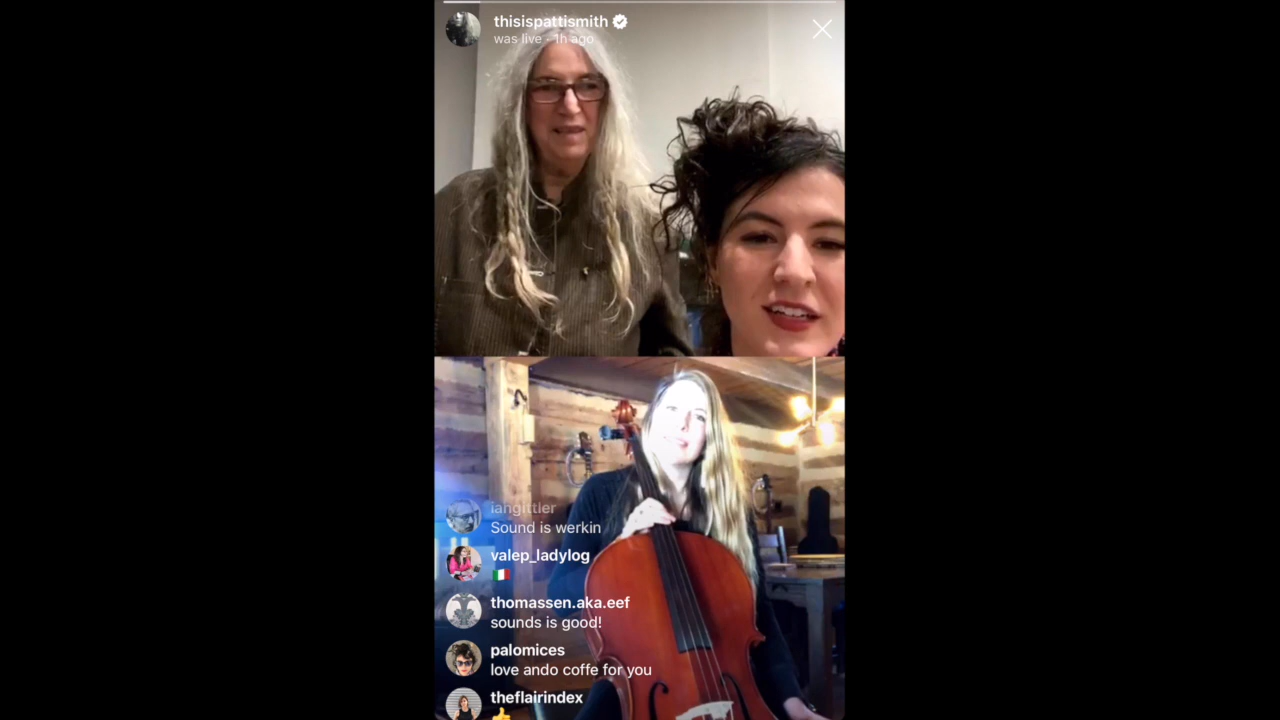 thisispattismith
was live · 1h ago
iangittler
Sound is werkin
valep_ladylog
🇮🇹
thomassen.aka.eef
sounds is good!
palomices
love ando coffe for you
theflairindex
👍